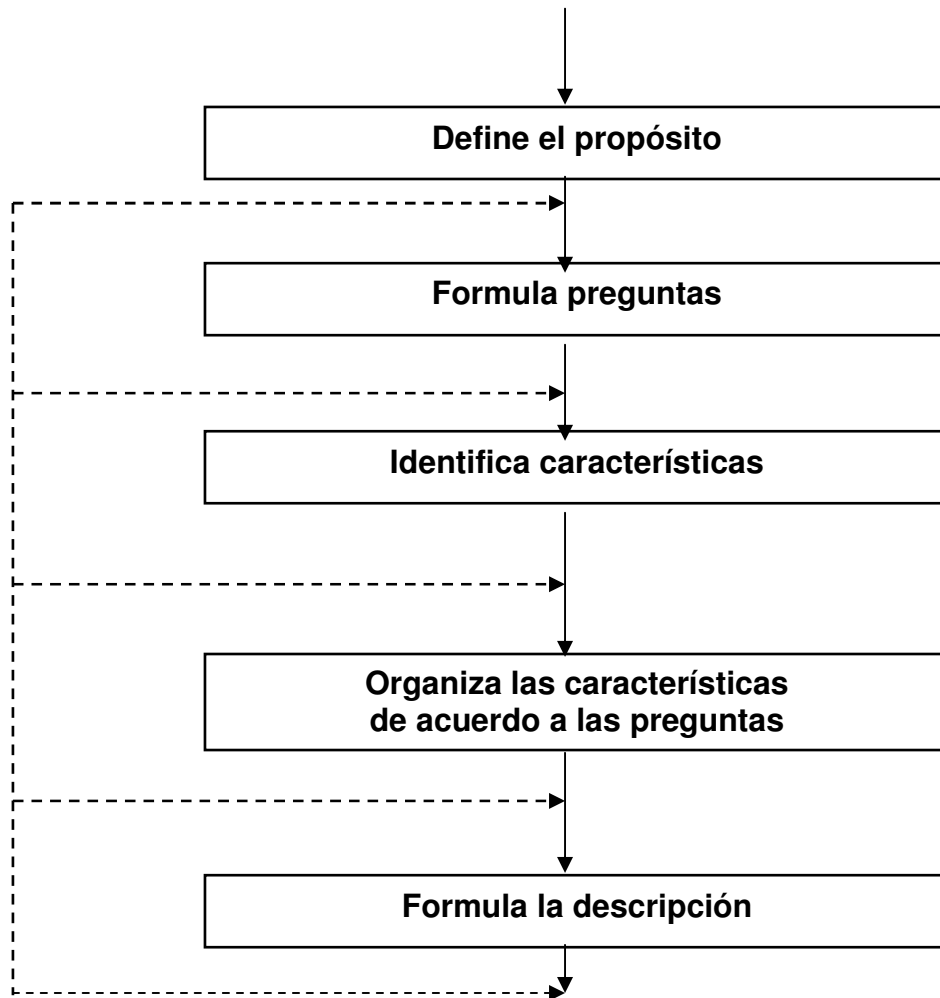 Define el propósito
Formula preguntas
Identifica características
Organiza las características
de acuerdo a las preguntas
Formula la descripción